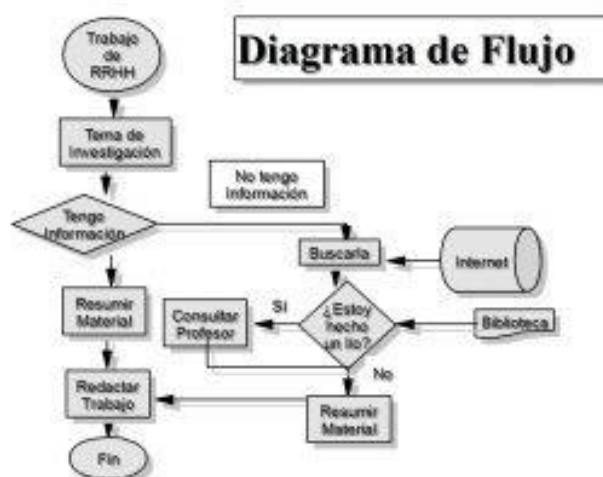 Diagrama de Flujo
Trabajo
de
RRHH
Tema de
Investigación
No tengo
Información
Tengo
Información
Buscarla
Internet
Resumir
Material
Consultar
Profesor
Si
¿Estoy
hecho
un lio?
Biblioteca
No
Redactar
Trabajo
Resumir
Material
Fin